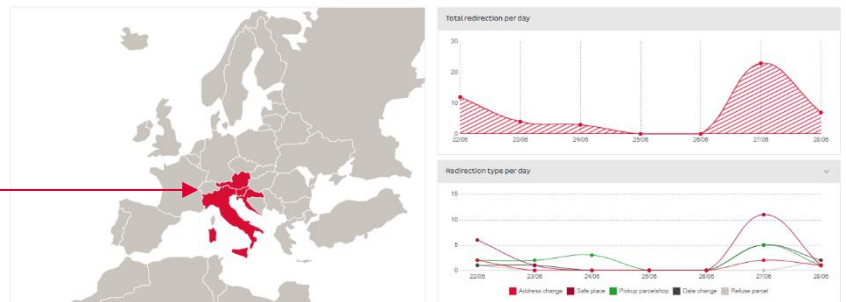 Total redirection per day
30
20
10
0
22/06 23/06 24/06 25/06 26/06 27/06 28/06
Redirection type per day
15
10
5
0
22/06 23/06 24/06 25/06 26/06 27/06 28/06
Address change Safe place Pickup parcelshop Date change Refuse parcel